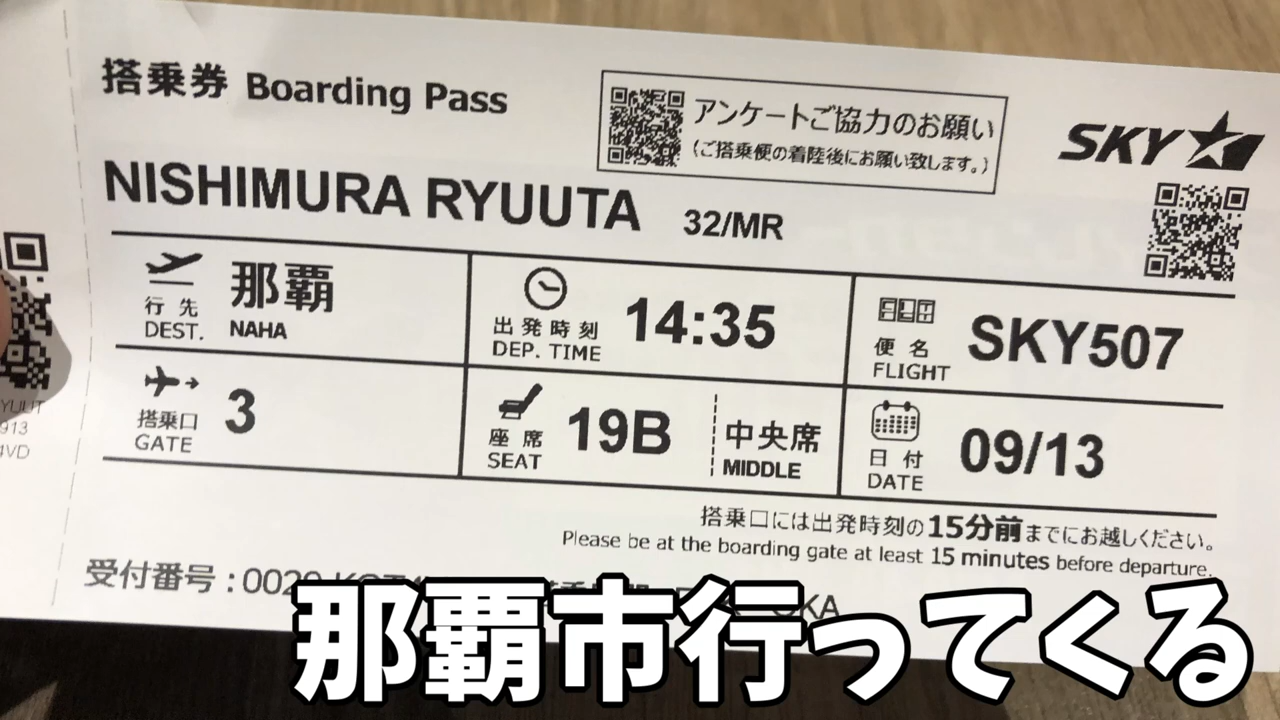 搭乗券 Boarding Pass
アンケートご協力のお願い
(ご搭乗便の着陸後にお願い致します。)
SKY
NISHIMURA RYUUTA 32/MR
行先 那覇
DEST. NAHA
出発時刻 14:35
DEP. TIME
便名 SKY507
FLIGHT
搭乗口 3
GATE
座席 19B 中央席
SEAT MIDDLE
日付 09/13
DATE
搭乗口には出発時刻の15分前までにお越しください。
Please be at the boarding gate at least 15 minutes before departure.
受付番号:002
那覇市行ってくる
YUUT
913
4VD